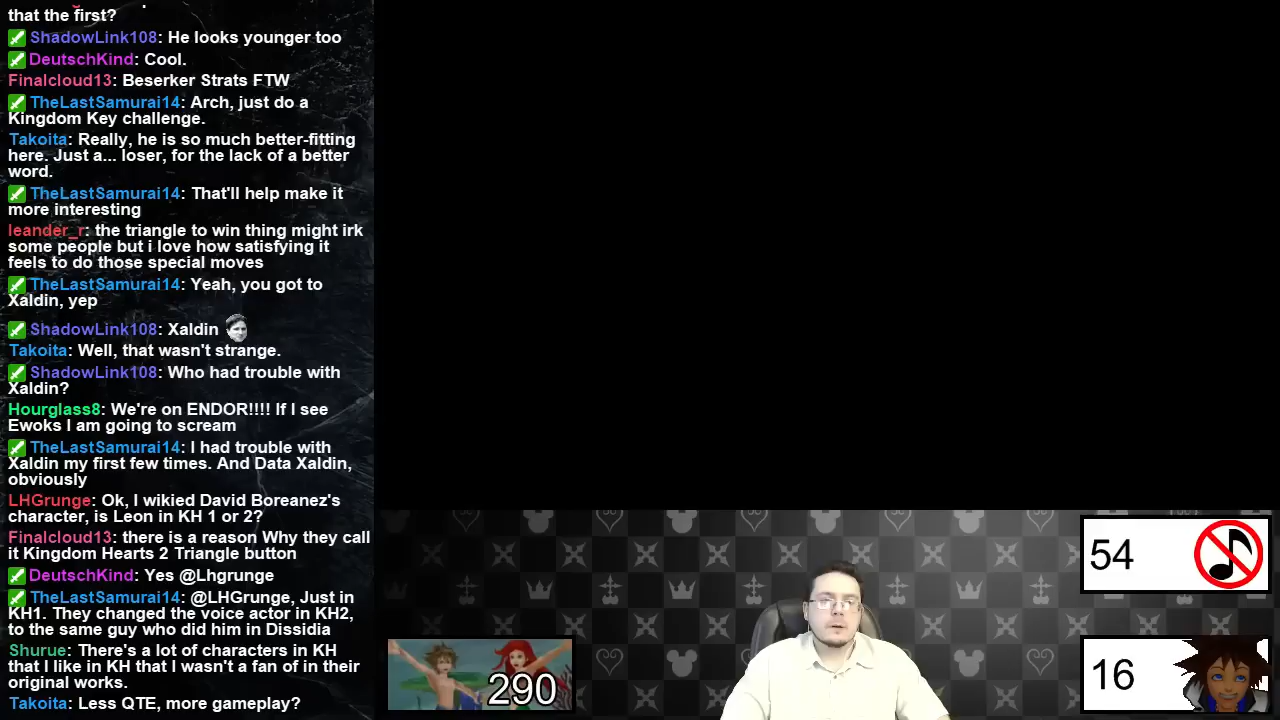 that the first?
ShadowLink108: He looks younger too
DeutschKind: Cool.
Finalcloud13: Beserker Strats FTW
TheLastSamurai14: Arch, just do a
Kingdom Key challenge.
Takoita: Really, he is so much better-fitting
here. Just a... loser, for the lack of a better
word.
TheLastSamurai14: That'll help make it
more interesting
leander_r: the triangle to win thing might irk
some people but i love how satisfying it
feels to do those special moves
TheLastSamurai14: Yeah, you got to
Xaldin, yep
ShadowLink108: Xaldin
Takoita: Well, that wasn't strange.
ShadowLink108: Who had trouble with
Xaldin?
Hourglass8: We're on ENDOR!!!! If I see
Ewoks I am going to scream
TheLastSamurai14: I had trouble with
Xaldin my first few times. And Data Xaldin,
obviously
LHGrunge: Ok, I wikied David Boreanez's
character, is Leon in KH 1 or 2?
Finalcloud13: there is a reason Why they call
it Kingdom Hearts 2 Triangle button
DeutschKind: Yes @Lhgrunge
TheLastSamurai14: @LHGrunge, Just in
KH1. They changed the voice actor in KH2,
to the same guy who did him in Dissidia
Shurue: There's a lot of characters in KH
that I like in KH that I wasn't a fan of in their
original works.
Takoita: Less QTE, more gameplay?
54
290
16